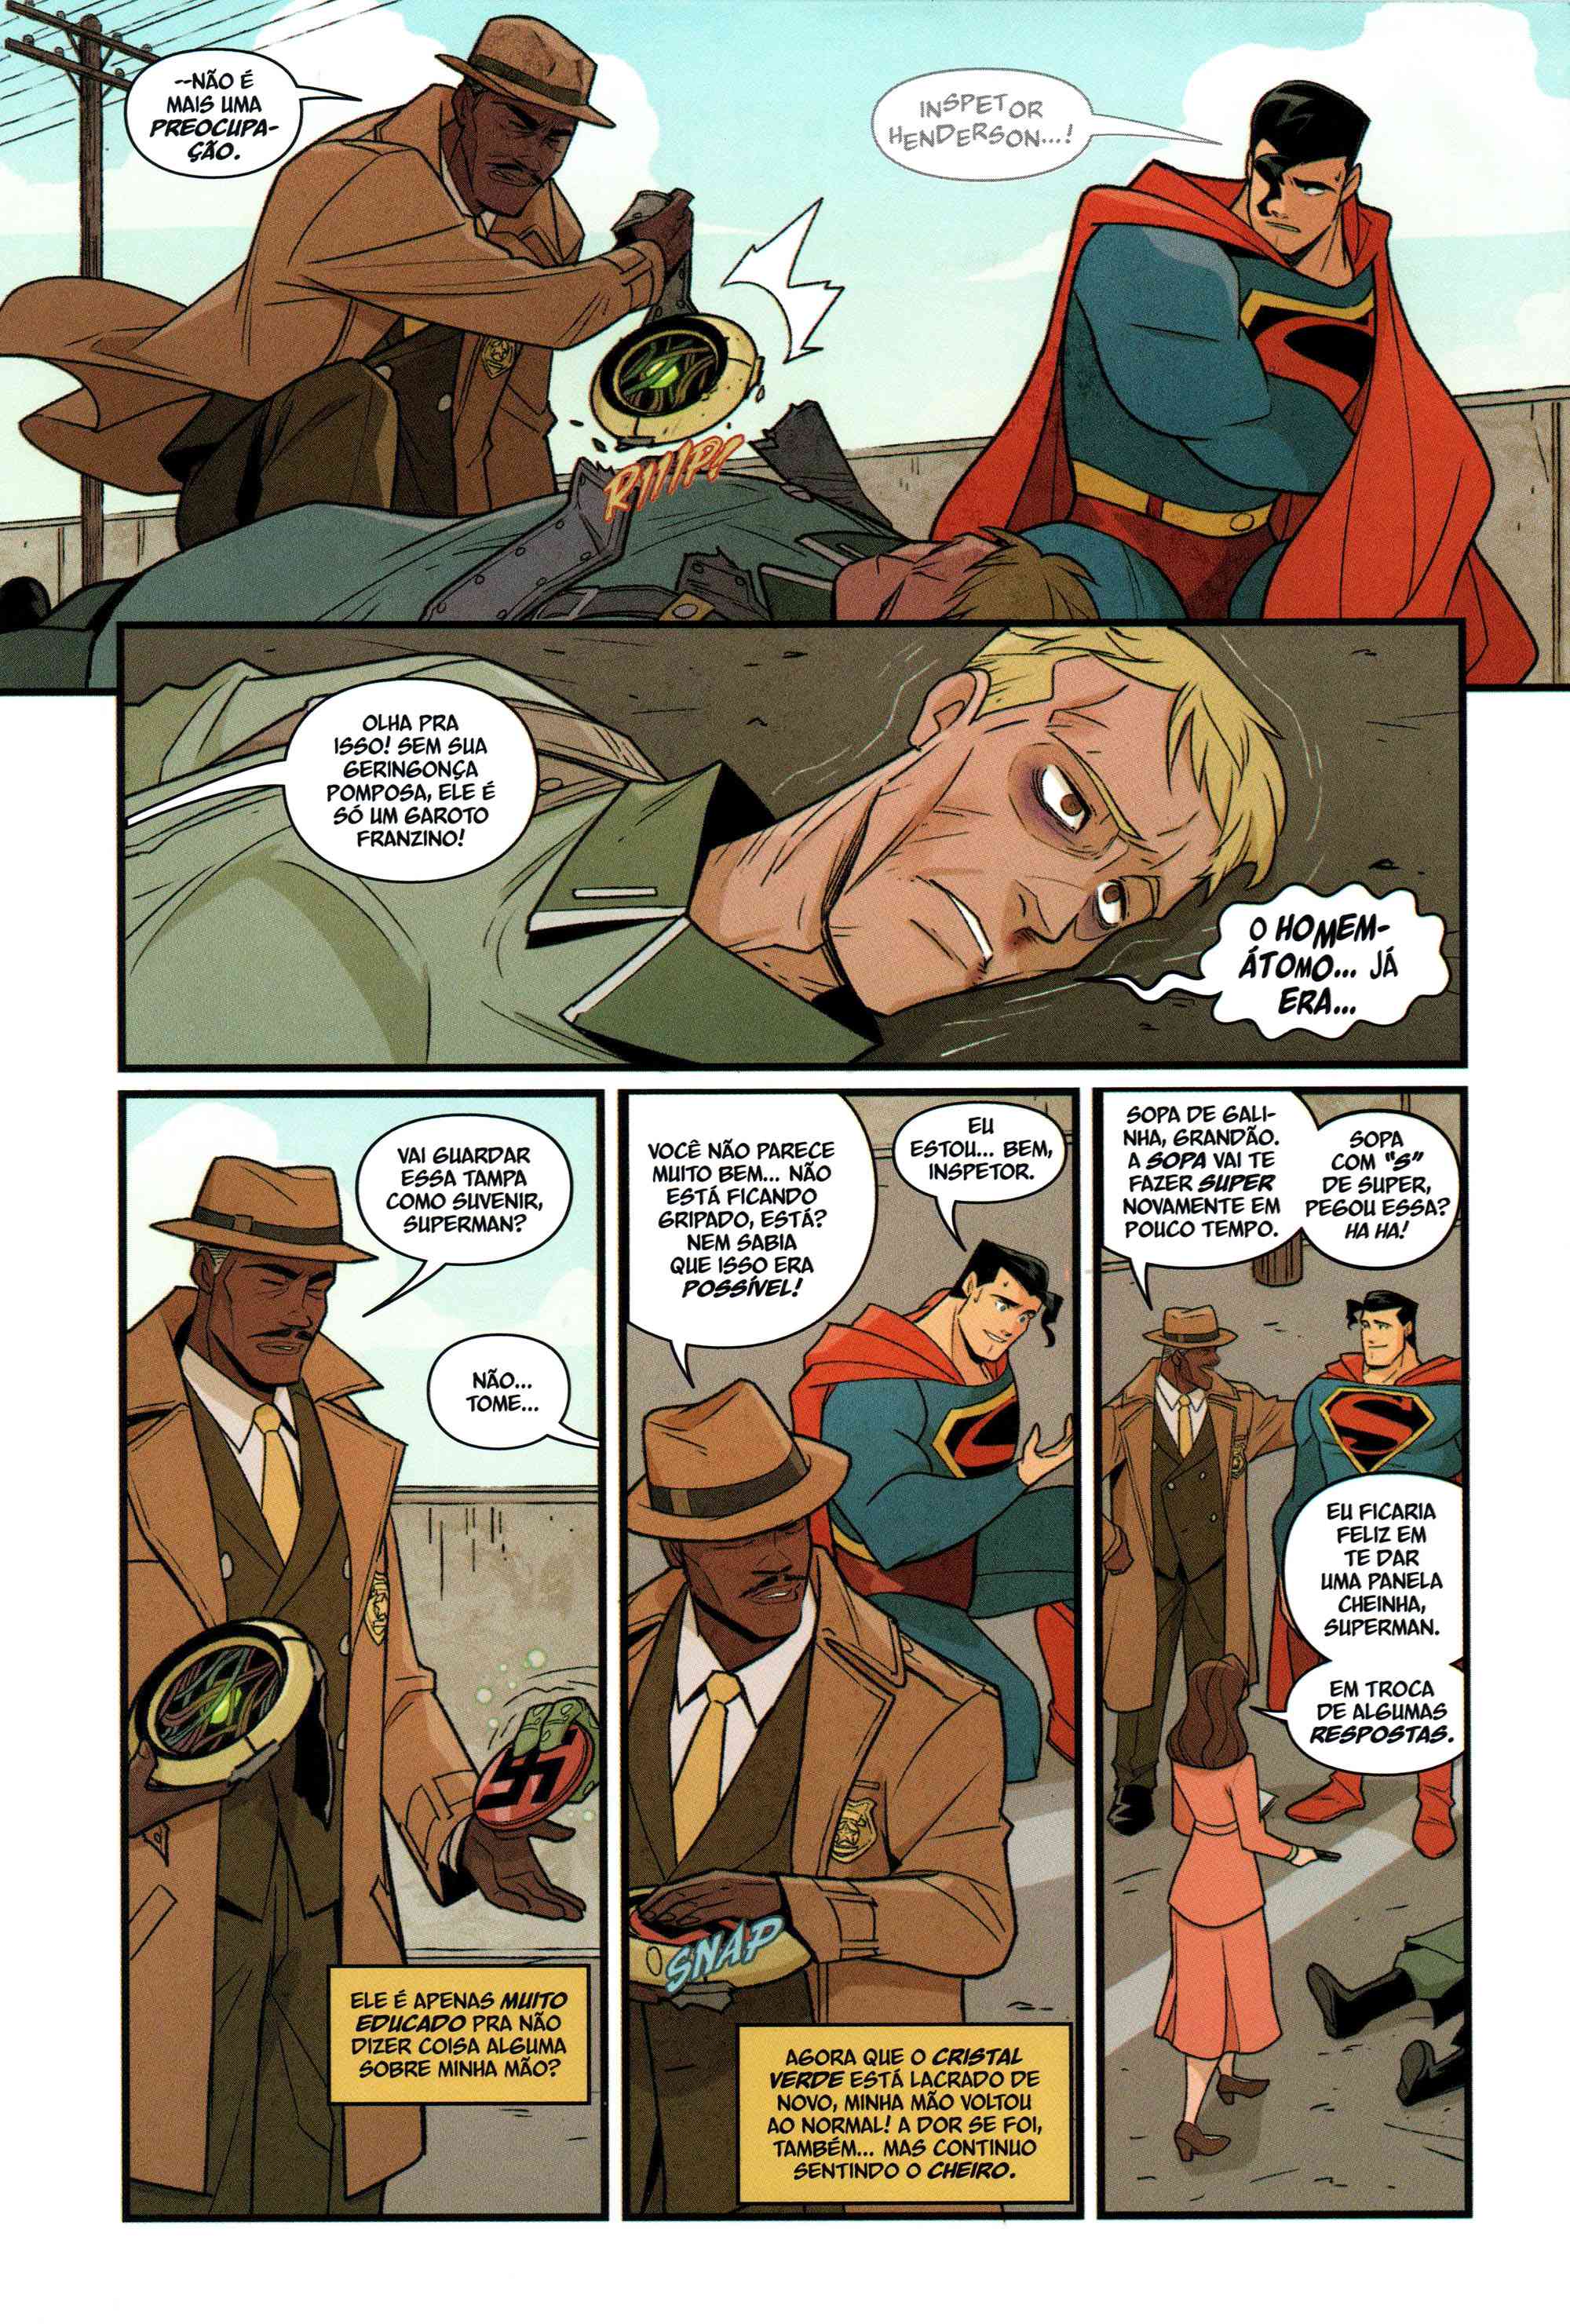 --NÃO É
MAIS UMA
PREOCUPA-
ÇÃO.
INSPETOR
HENDERSON...!
RIIIP!
OLHA PRA
ISSO! SEM SUA
GERINGONÇA
POMPOSA, ELE É
SÓ UM GAROTO
FRANZINO!
O HOMEM-
ÁTOMO... JÁ
ERA...
VAI GUARDAR
ESSA TAMPA
COMO SUVENIR,
SUPERMAN?
NÃO...
TOME...
ELE É APENAS MUITO
EDUCADO PRA NÃO
DIZER COISA ALGUMA
SOBRE MINHA MÃO?
VOCÊ NÃO PARECE
MUITO BEM... NÃO
ESTÁ FICANDO
GRIPADO, ESTÁ?
NEM SABIA
QUE ISSO ERA
POSSÍVEL!
EU
ESTOU... BEM,
INSPETOR.
SNAP
AGORA QUE O CRISTAL
VERDE ESTÁ LACRADO DE
NOVO, MINHA MÃO VOLTOU
AO NORMAL! A DOR SE FOI,
TAMBÉM... MAS CONTINUO
SENTINDO O CHEIRO.
SOPA DE GALI-
NHA, GRANDÃO.
A SOPA VAI TE
FAZER SUPER
NOVAMENTE EM
POUCO TEMPO.
SOPA
COM "S"
DE SUPER,
PEGOU ESSA?
HA HA!
S
EU FICARIA
FELIZ EM
TE DAR
UMA PANELA
CHEINHA,
SUPERMAN.
EM TROCA
DE ALGUMAS
RESPOSTAS.